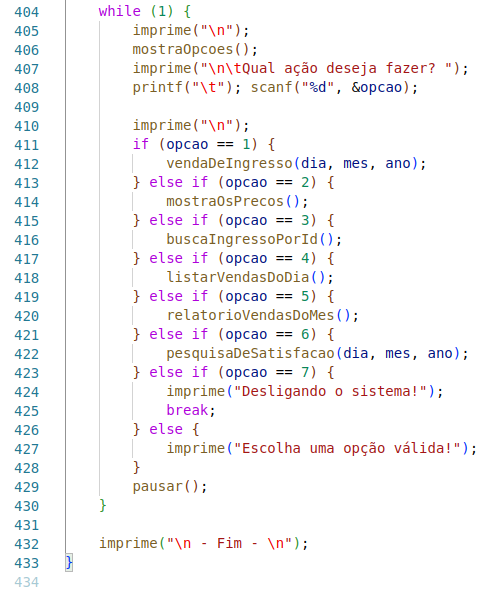 404 while (1) {
405 imprime("\n");
406 mostraOpcoes();
407 imprime("\n\tQual ação deseja fazer? ");
408 printf("\t"); scanf("%d", &opcao);
409
410 imprime("\n");
411 if (opcao == 1) {
412 vendaDeIngresso(dia, mes, ano);
413 } else if (opcao == 2) {
414 mostraOsPrecos();
415 } else if (opcao == 3) {
416 buscaIngressoPorId();
417 } else if (opcao == 4) {
418 listarVendasDoDia();
419 } else if (opcao == 5) {
420 relatorioVendasDoMes();
421 } else if (opcao == 6) {
422 pesquisaDeSatisfacao(dia, mes, ano);
423 } else if (opcao == 7) {
424 imprime("Desligando o sistema!");
425 break;
426 } else {
427 imprime("Escolha uma opção válida!");
428 }
429 pausar();
430 }
431
432 imprime("\n - Fim - \n");
433 }
434